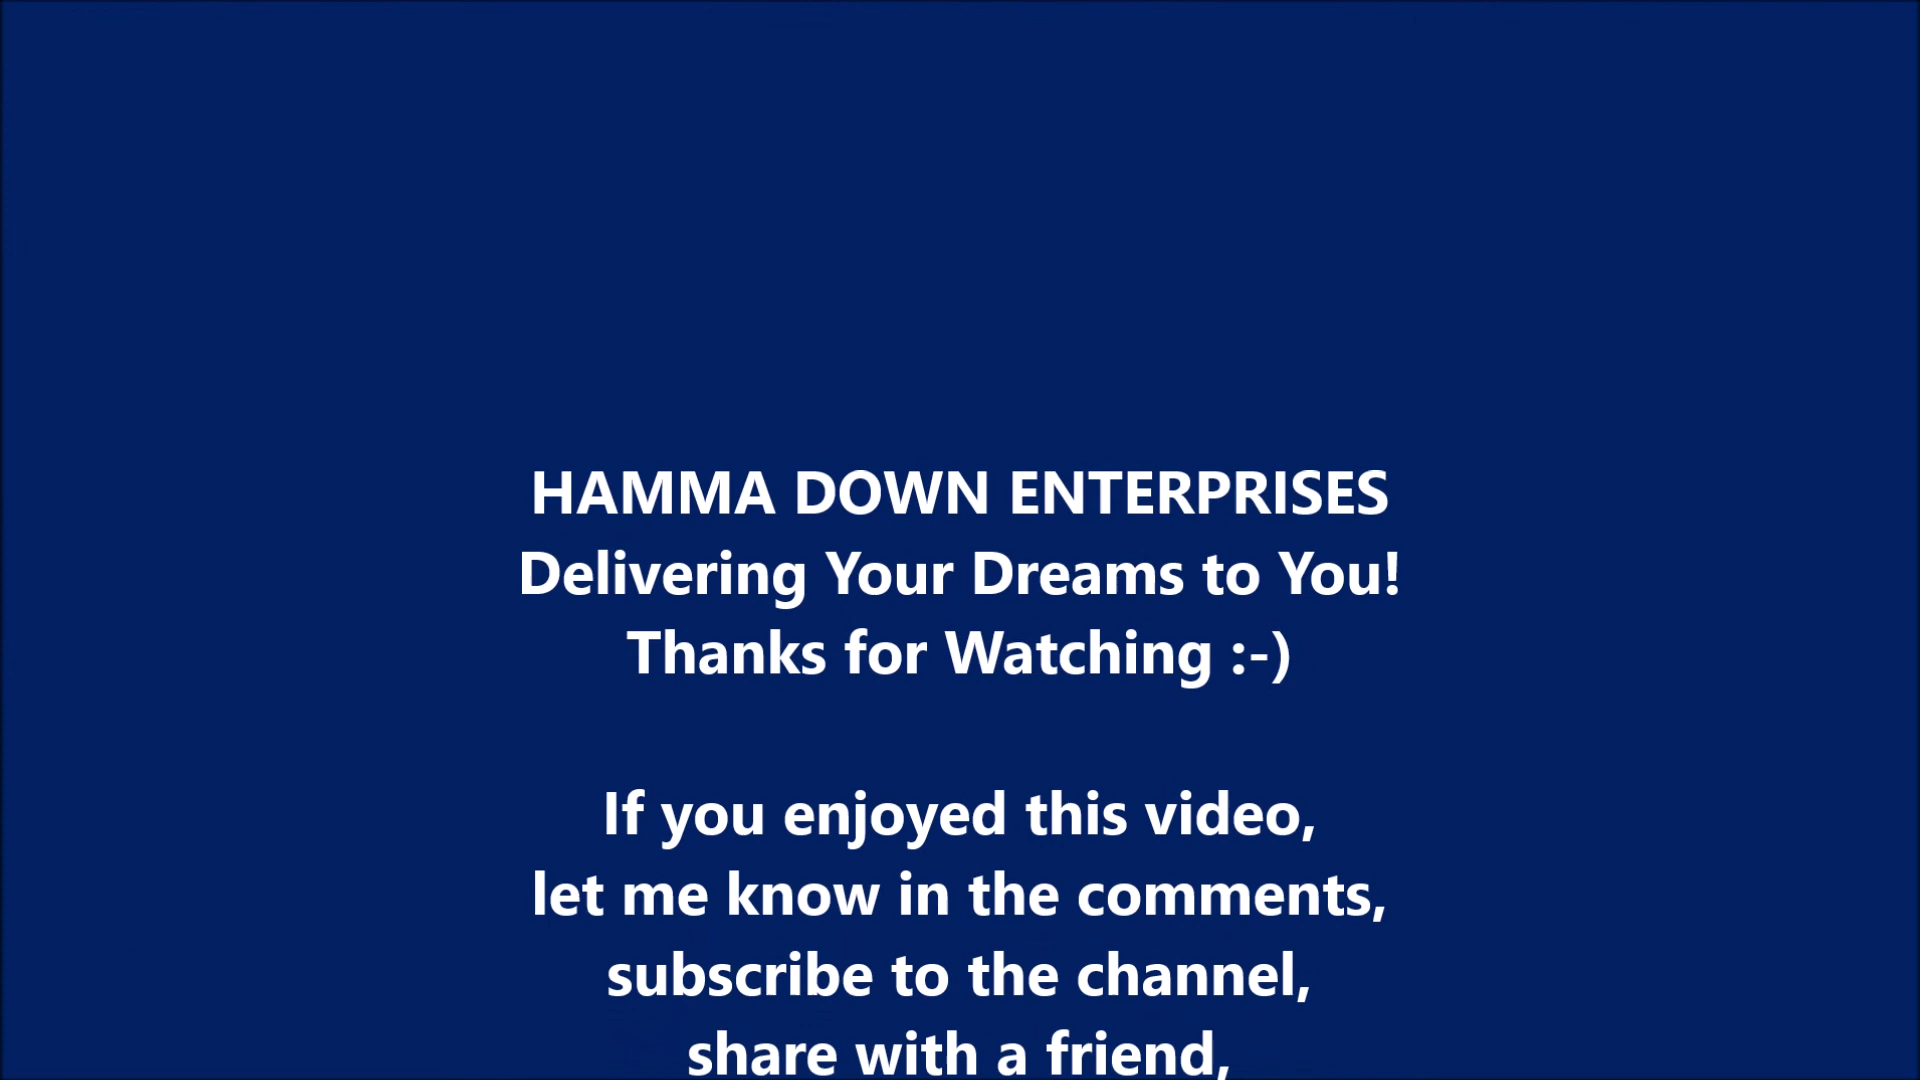 HAMMA DOWN ENTERPRISES
Delivering Your Dreams to You!
Thanks for Watching :-)
If you enjoyed this video,
let me know in the comments,
subscribe to the channel,
share with a friend,